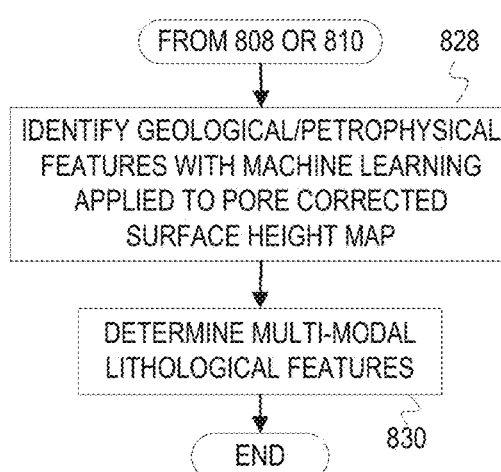 FROM 808 OR 810
828
IDENTIFY GEOLOGICAL/PETROPHYSICAL
FEATURES WITH MACHINE LEARNING
APPLIED TO PORE CORRECTED
SURFACE HEIGHT MAP
DETERMINE MULTI-MODAL
LITHOLOGICAL FEATURES
830
END